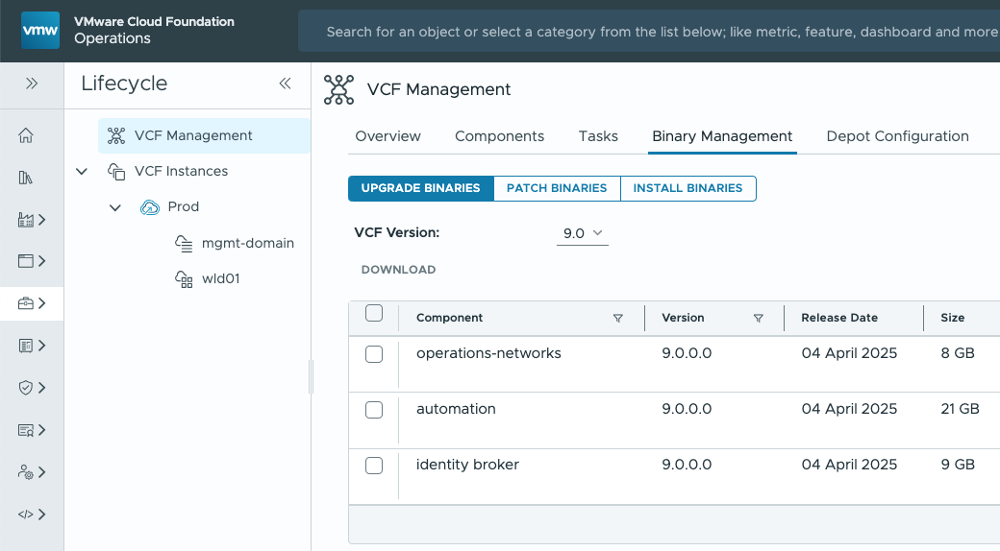 vmw
VMware Cloud Foundation
Operations
Search for an object or select a category from the list below; like metric, feature, dashboard and more
Lifecycle
VCF Management
VCF Instances
Prod
mgmt-domain
wld01
VCF Management
Overview Components Tasks Binary Management Depot Configuration
UPGRADE BINARIES PATCH BINARIES INSTALL BINARIES
VCF Version: 9.0
DOWNLOAD
Component Version Release Date Size
operations-networks 9.0.0.0 04 April 2025 8 GB
automation 9.0.0.0 04 April 2025 21 GB
identity broker 9.0.0.0 04 April 2025 9 GB